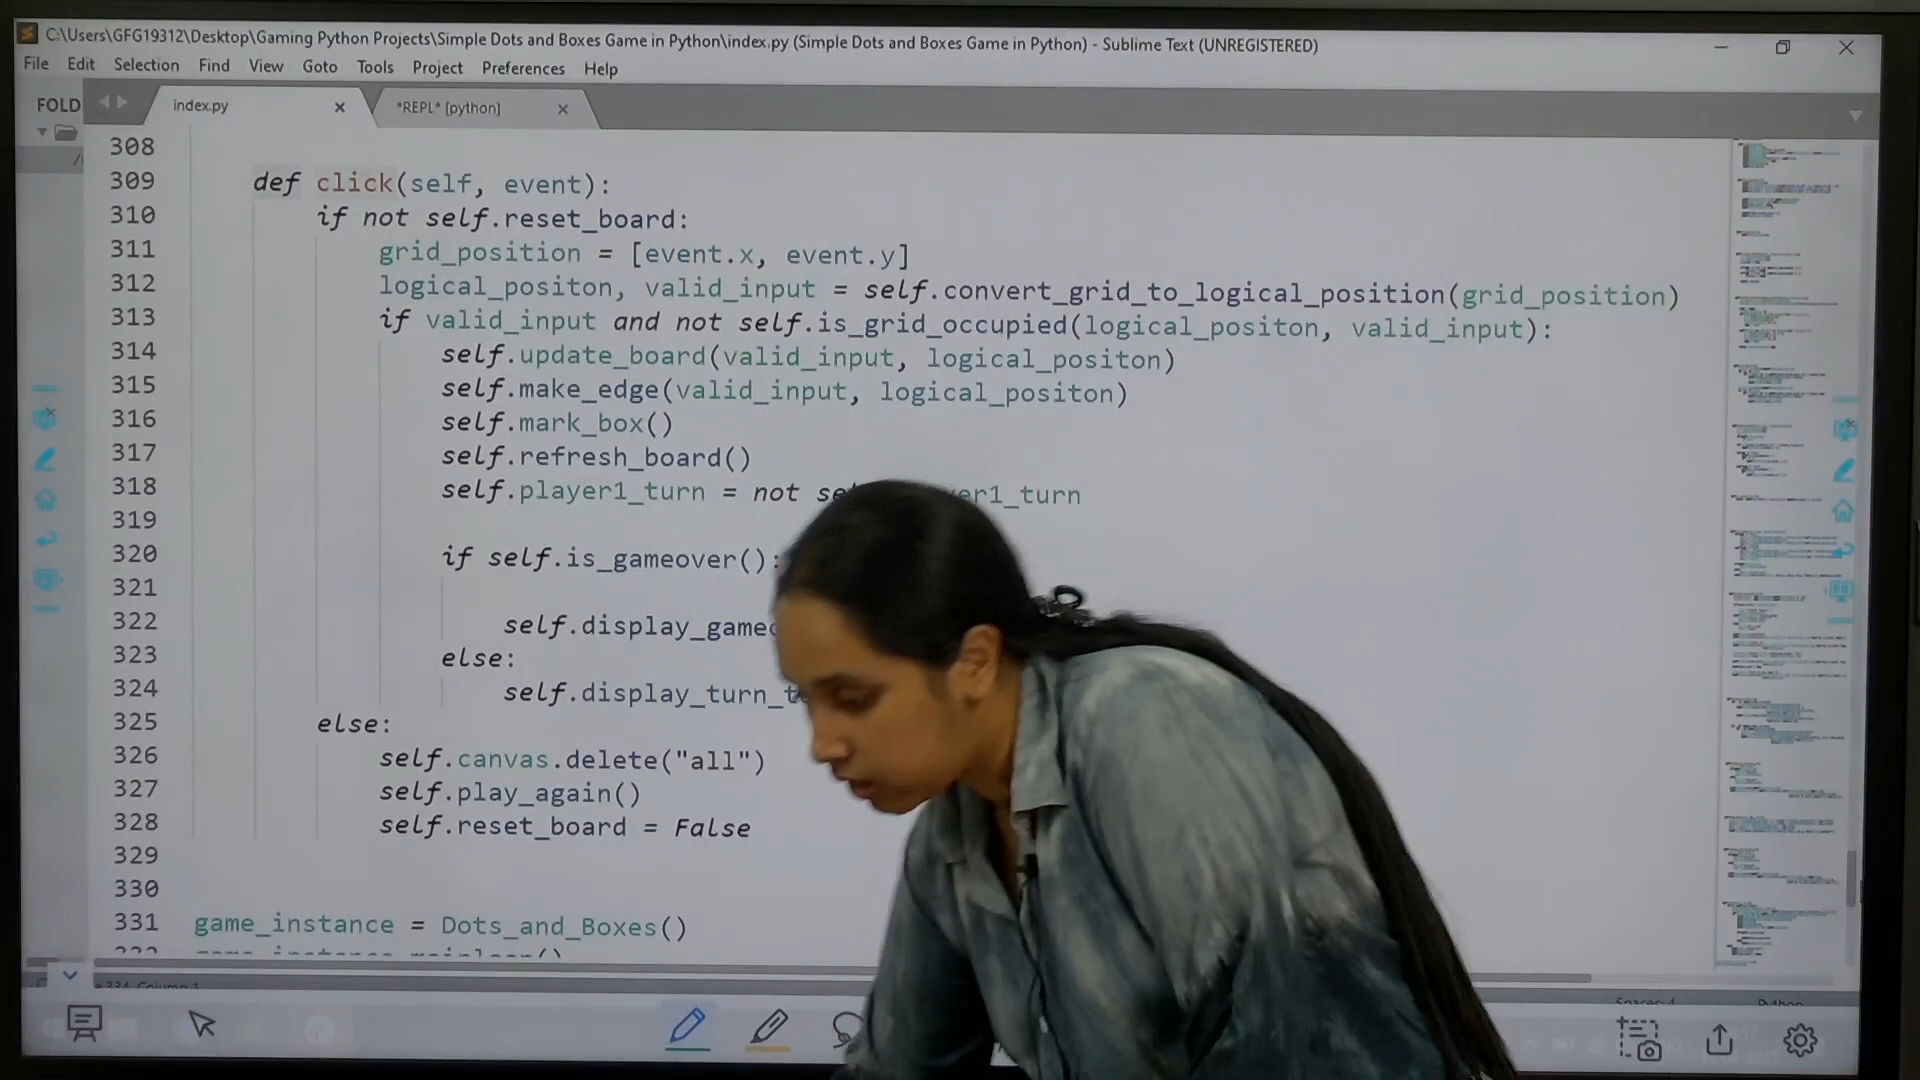 C:\Users\GFG19312\Desktop\Gaming Python Projects\Simple Dots and Boxes Game in Python\index.py (Simple Dots and Boxes Game in Python) - Sublime Text (UNREGISTERED)
File Edit Selection Find View Goto Tools Project Preferences Help
FOLD
index.py
*REPL* [python]
308
309 def click(self, event):
310 if not self.reset_board:
311 grid_position = [event.x, event.y]
312 logical_positon, valid_input = self.convert_grid_to_logical_position(grid_position)
313 if valid_input and not self.is_grid_occupied(logical_positon, valid_input):
314 self.update_board(valid_input, logical_positon)
315 self.make_edge(valid_input, logical_positon)
316 self.mark_box()
317 self.refresh_board()
318 self.player1_turn = not se er1_turn
319
320 if self.is_gameover():
321
322 self.display_gameo
323 else:
324 self.display_turn_t
325 else:
326 self.canvas.delete("all")
327 self.play_again()
328 self.reset_board = False
329
330
331 game_instance = Dots_and_Boxes()